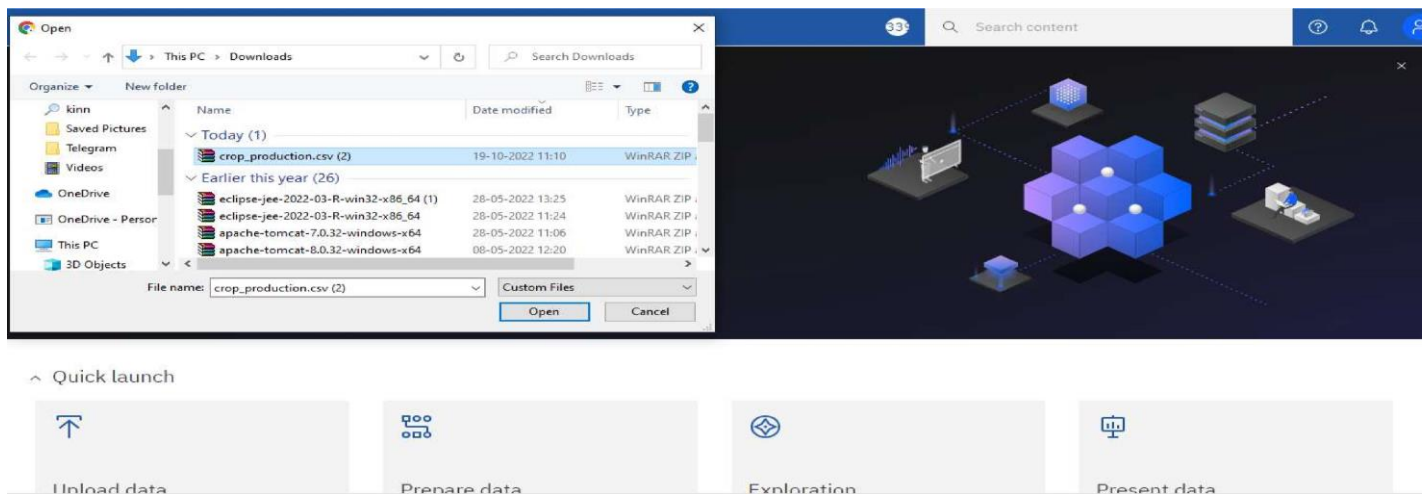 Open
This PC > Downloads
Search Downloads
339
Search content
Organize
New folder
kinn
Saved Pictures
Telegram
Videos
OneDrive
OneDrive - Person
This PC
3D Objects
Name Date modified Type
Today (1)
crop_production.csv (2) 19-10-2022 11:10 WinRAR ZIP
Earlier this year (26)
eclipse-jee-2022-03-R-win32-x86_64 (1) 28-05-2022 13:25 WinRAR ZIP
eclipse-jee-2022-03-R-win32-x86_64 28-05-2022 11:24 WinRAR ZIP
apache-tomcat-7.0.32-windows-x64 28-05-2022 11:06 WinRAR ZIP
apache-tomcat-8.0.32-windows-x64 08-05-2022 12:20 WinRAR ZIP
File name: crop_production.csv (2) Custom Files
Open Cancel
Quick launch
Upload data Prepare data Exploration Present data